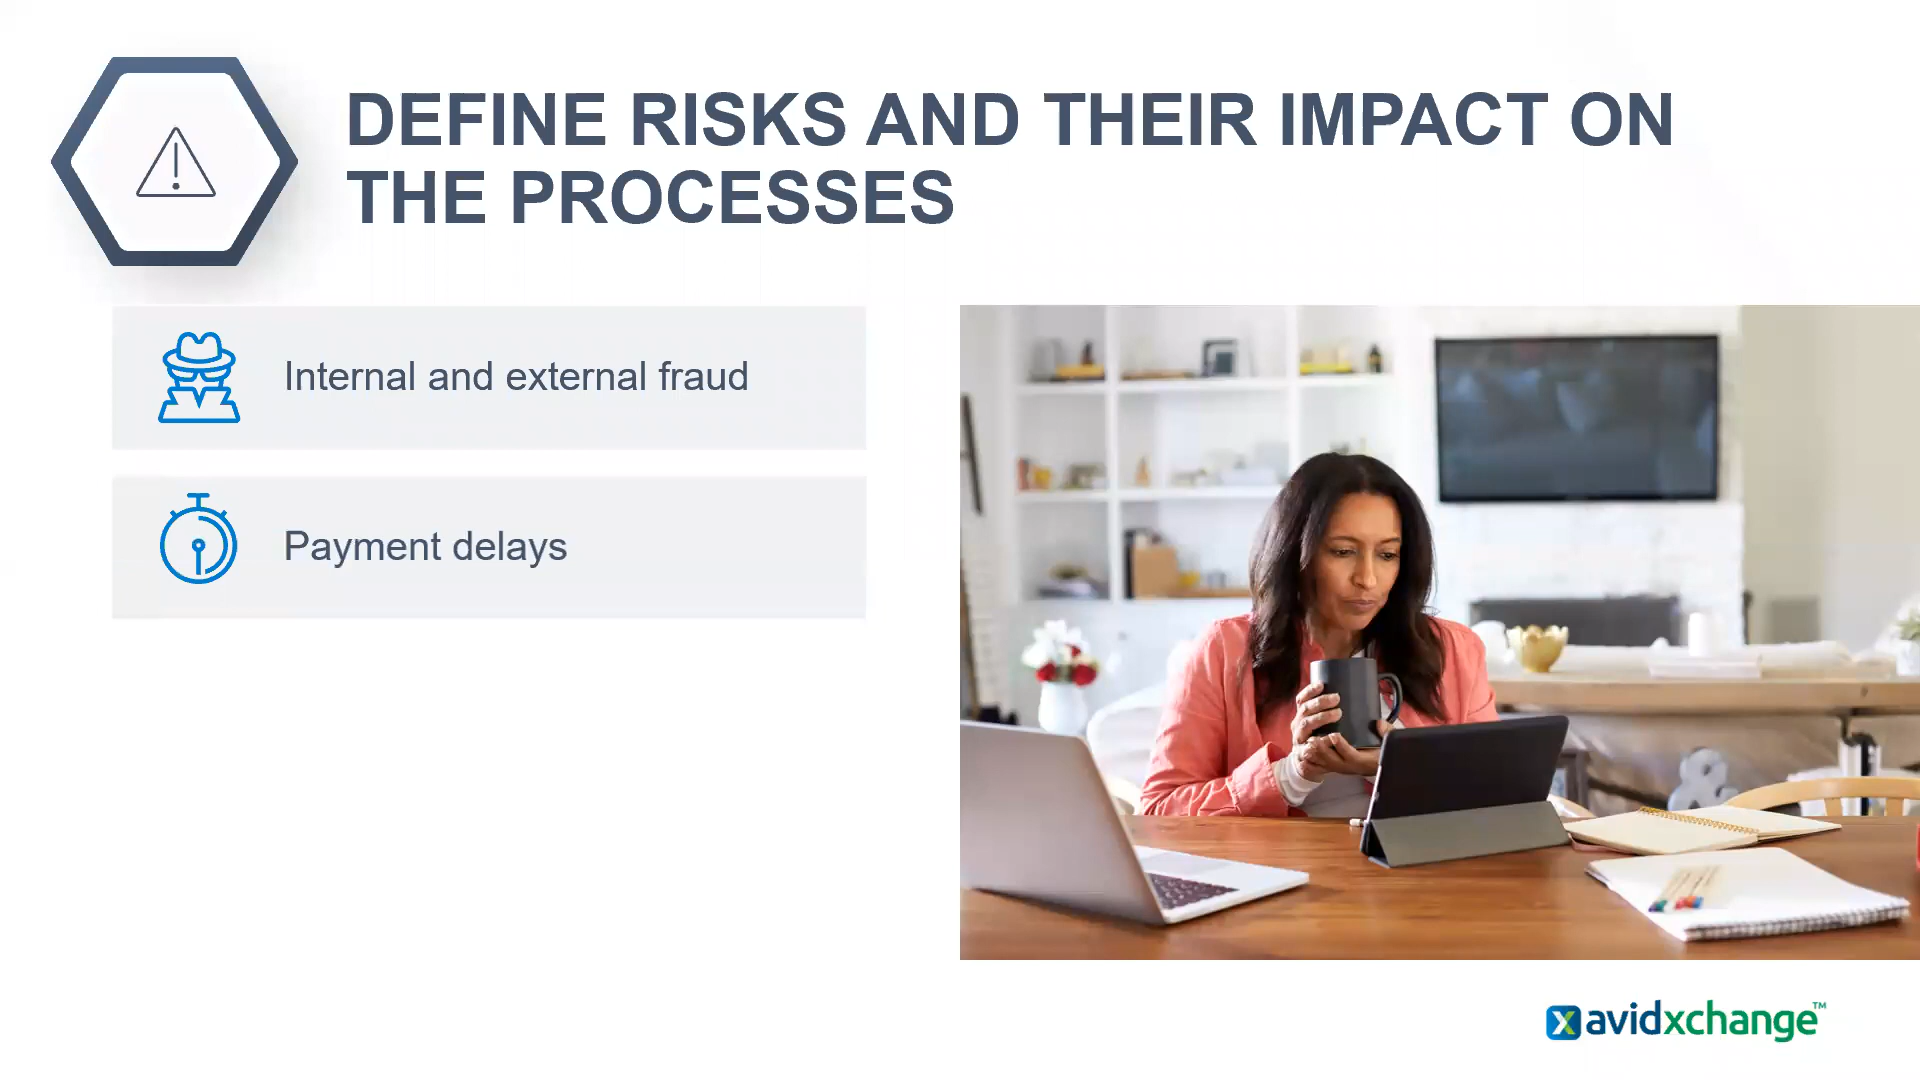 DEFINE RISKS AND THEIR IMPACT ON
THE PROCESSES
Internal and external fraud
Payment delays
avidxchange™